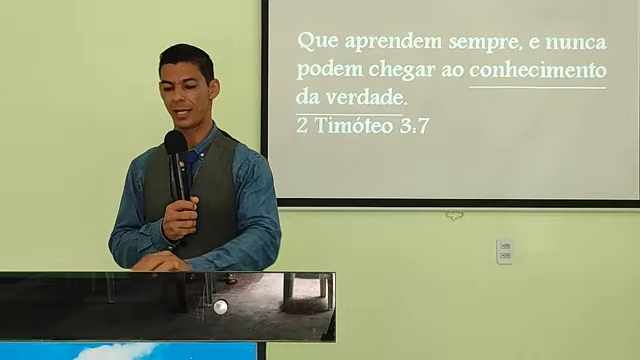 Que aprendem sempre, e nunca
podem chegar ao conhecimento
da verdade.
2 Timóteo 3:7